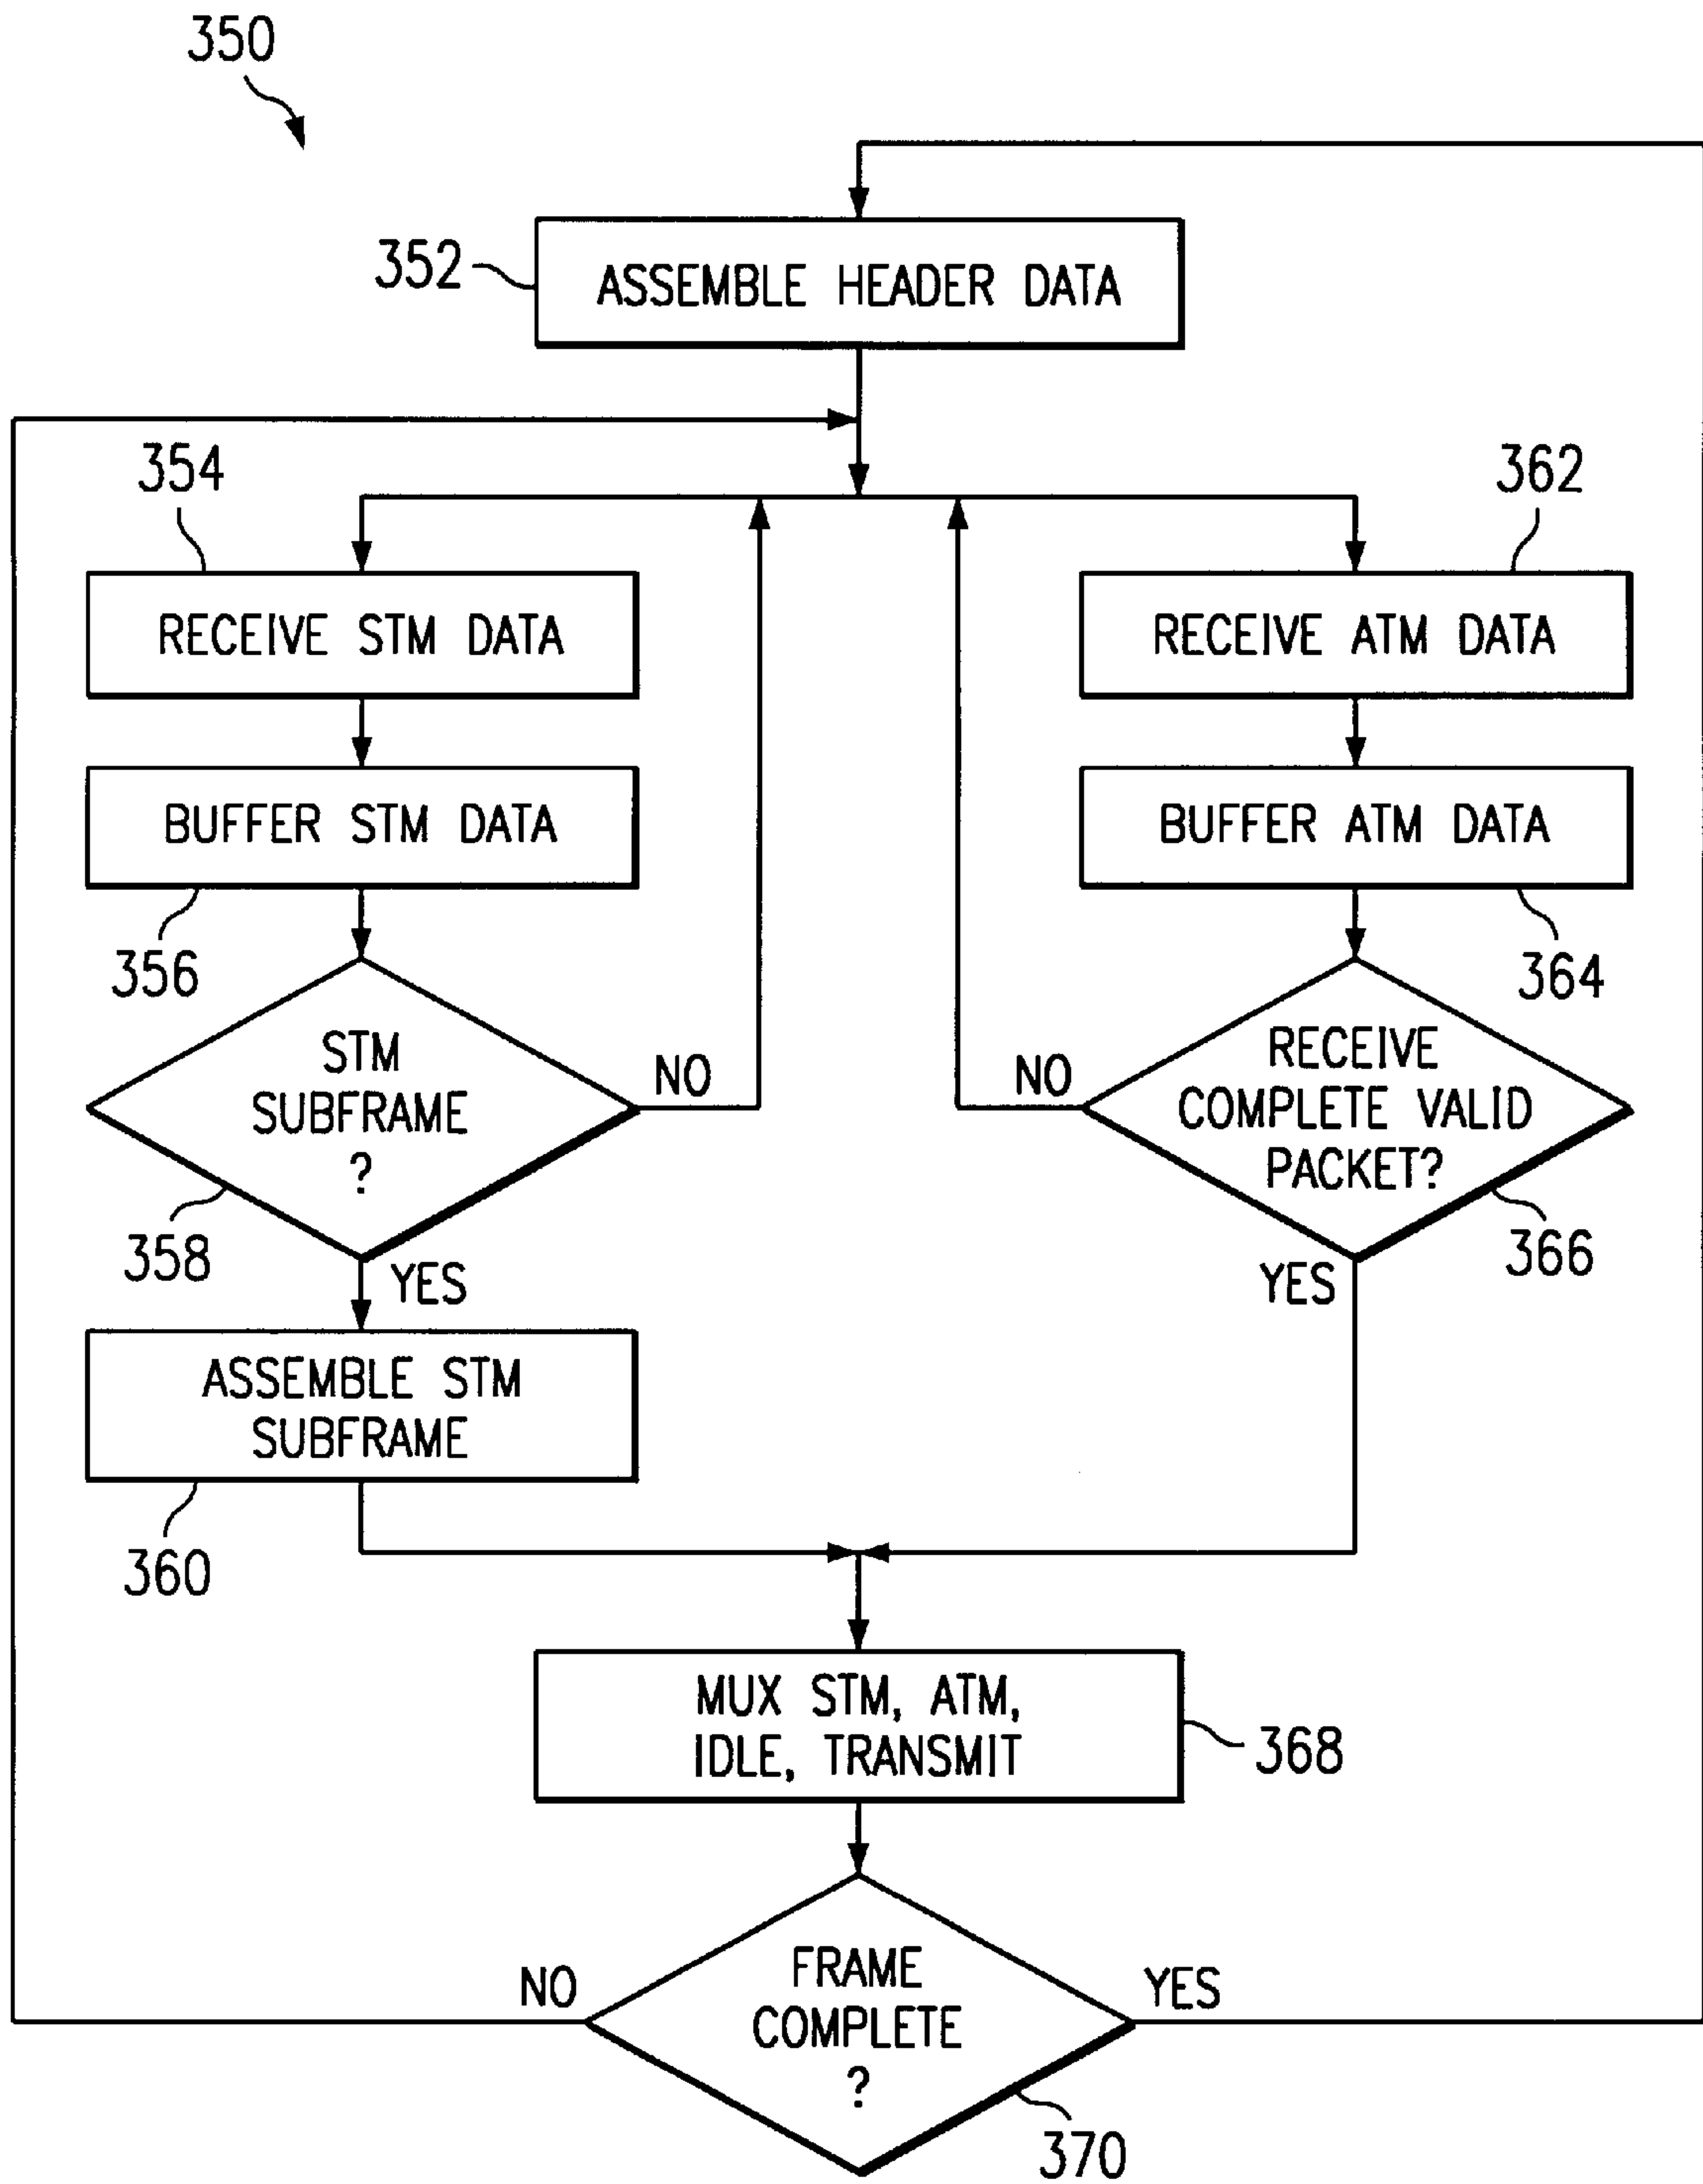 350
352
ASSEMBLE HEADER DATA
354
362
RECEIVE STM DATA
RECEIVE ATM DATA
BUFFER STM DATA
BUFFER ATM DATA
356
364
STM
SUBFRAME
?
NO
NO
RECEIVE
COMPLETE VALID
PACKET?
358
YES
YES
366
ASSEMBLE STM
SUBFRAME
360
MUX STM, ATM,
IDLE, TRANSMIT
368
NO
FRAME
COMPLETE
?
YES
370